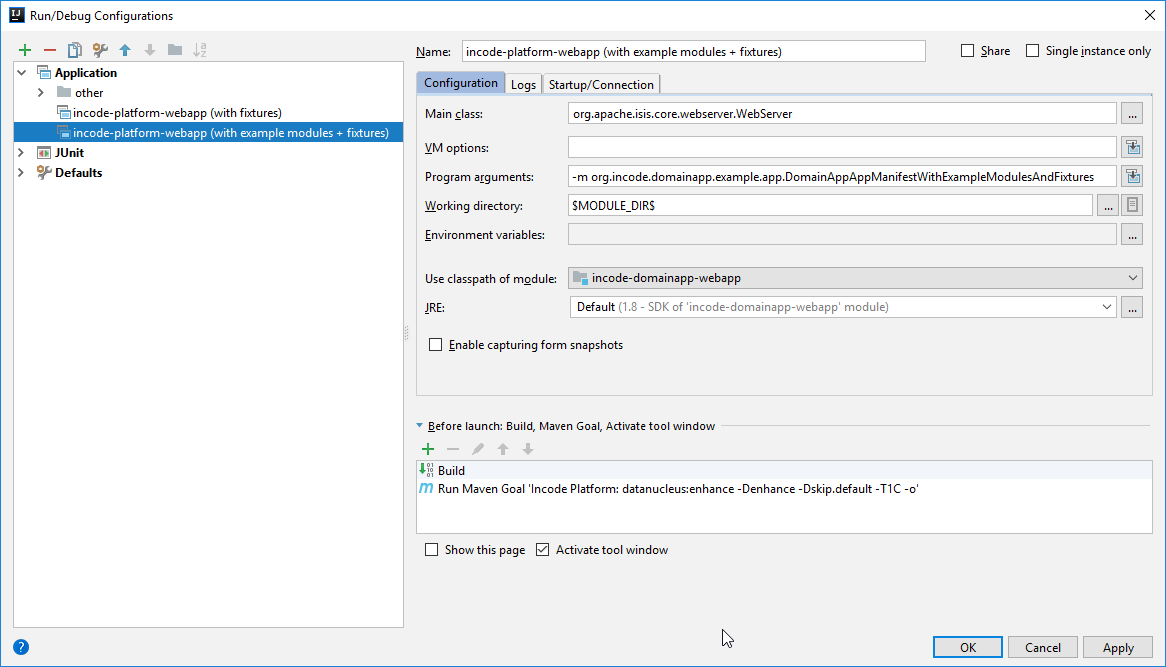 Run/Debug Configurations
Name: incode-platform-webapp (with example modules + fixtures) Share Single instance only
Application
other
incode-platform-webapp (with fixtures)
incode-platform-webapp (with example modules + fixtures)
JUnit
Defaults
Configuration Logs Startup/Connection
Main class: org.apache.isis.core.webserver.WebServer ...
VM options:
Program arguments: -m org.incode.domainapp.example.app.DomainAppAppManifestWithExampleModulesAndFixtures
Working directory: $MODULE_DIR$ ...
Environment variables: ...
Use classpath of module: incode-domainapp-webapp
JRE: Default (1.8 - SDK of 'incode-domainapp-webapp' module) ...
Enable capturing form snapshots
Before launch: Build, Maven Goal, Activate tool window
Build
Run Maven Goal 'Incode Platform: datanucleus:enhance -Denhance -Dskip.default -T1C -o'
Show this page Activate tool window
? OK Cancel Apply